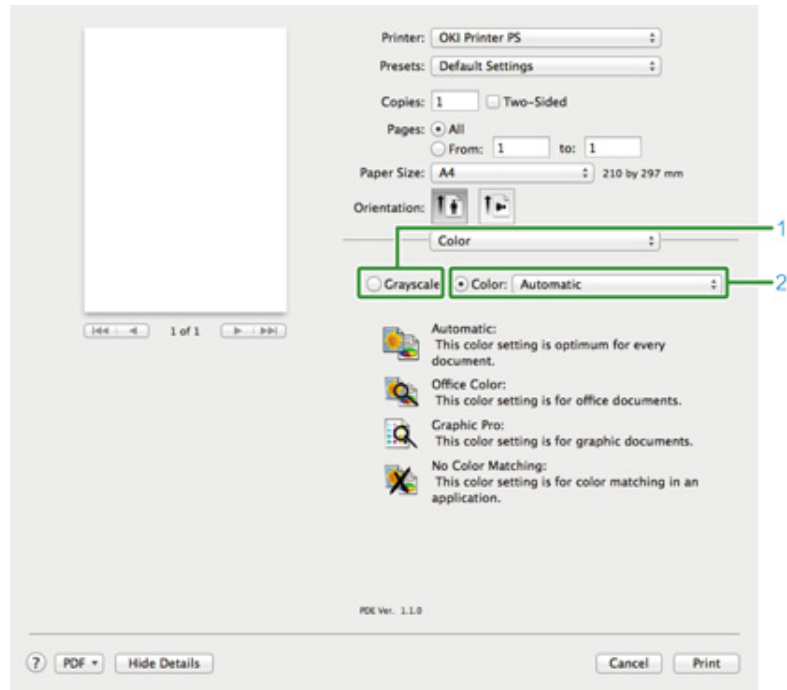 Printer: OKI Printer PS
Presets: Default Settings
Copies: 1 Two-Sided
Pages: All
From: 1 to: 1
Paper Size: A4 210 by 297 mm
Orientation:
Color
1
Grayscale Color: Automatic
2
1 of 1
Automatic:
This color setting is optimum for every
document.
Office Color:
This color setting is for office documents.
Graphic Pro:
This color setting is for graphic documents.
No Color Matching:
This color setting is for color matching in an
application.
PDE Ver. 1.1.0
? PDF Hide Details Cancel Print